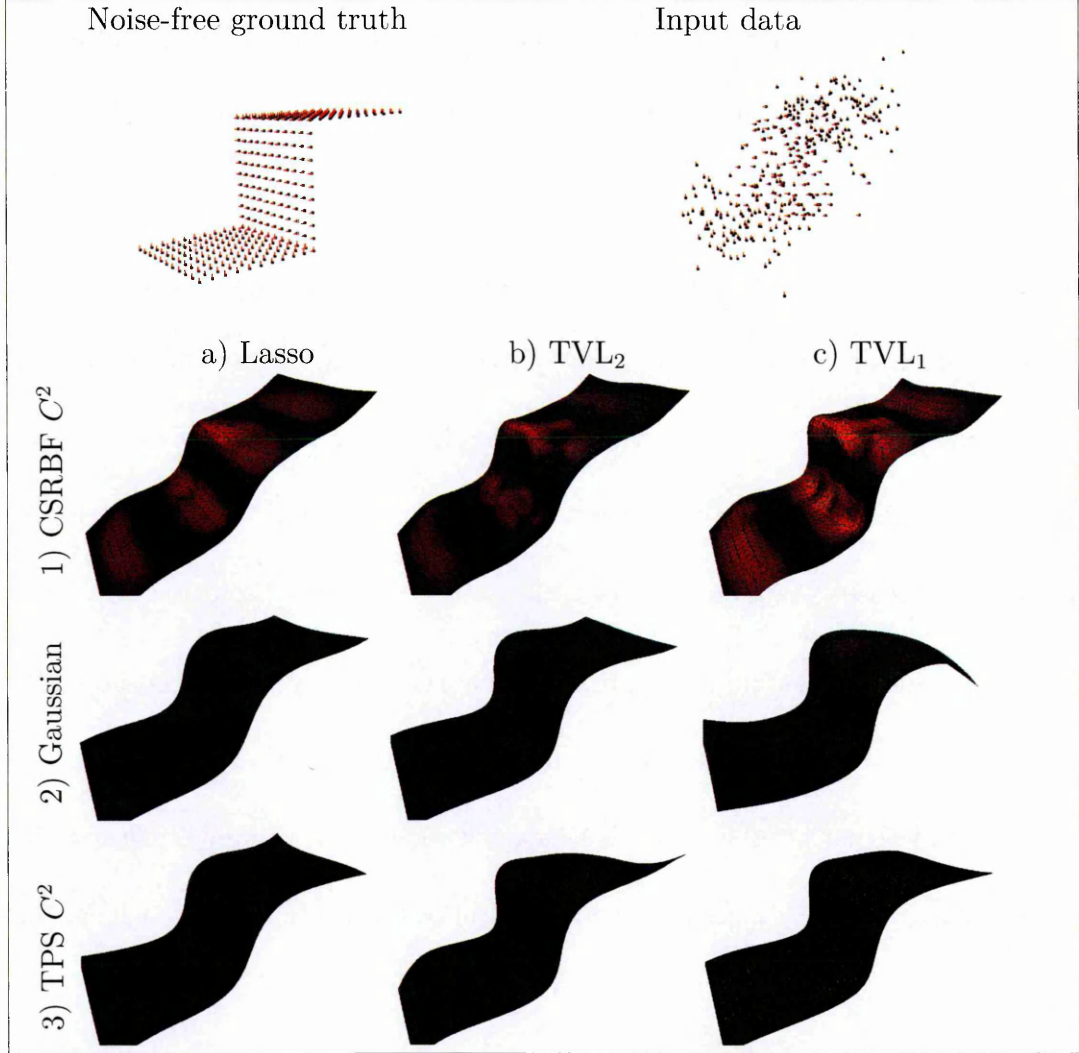 Noise-free ground truth
Input data
a) Lasso
b) TVL₂
c) TVL₁
1) CSRBF C²
2) Gaussian
3) TPS C²